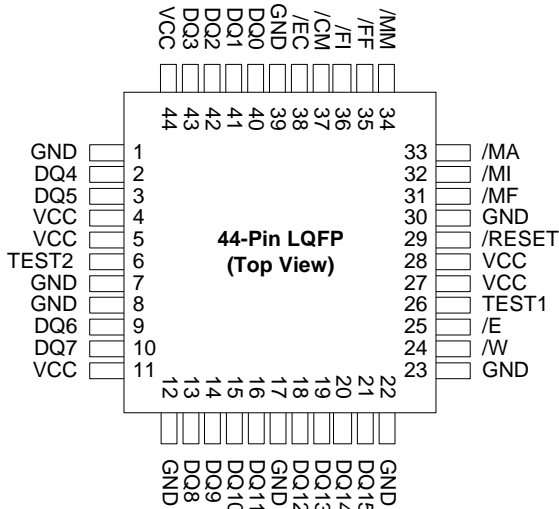 VCC DQ3 DQ2 DQ1 DQ0 GND /EC /CM /FI /FF /MM
44 43 42 41 40 39 38 37 36 35 34
GND 1
DQ4 2
DQ5 3
VCC 4
VCC 5
TEST2 6
GND 7
GND 8
DQ6 9
DQ7 10
VCC 11
44-Pin LQFP
(Top View)
33 /MA
32 /MI
31 /MF
30 GND
29 /RESET
28 VCC
27 VCC
26 TEST1
25 /E
24 /W
23 GND
12 13 14 15 16 17 18 19 20 21 22
GND DQ8 DQ9 DQ10 DQ11 GND DQ12 DQ13 DQ14 DQ15 GND